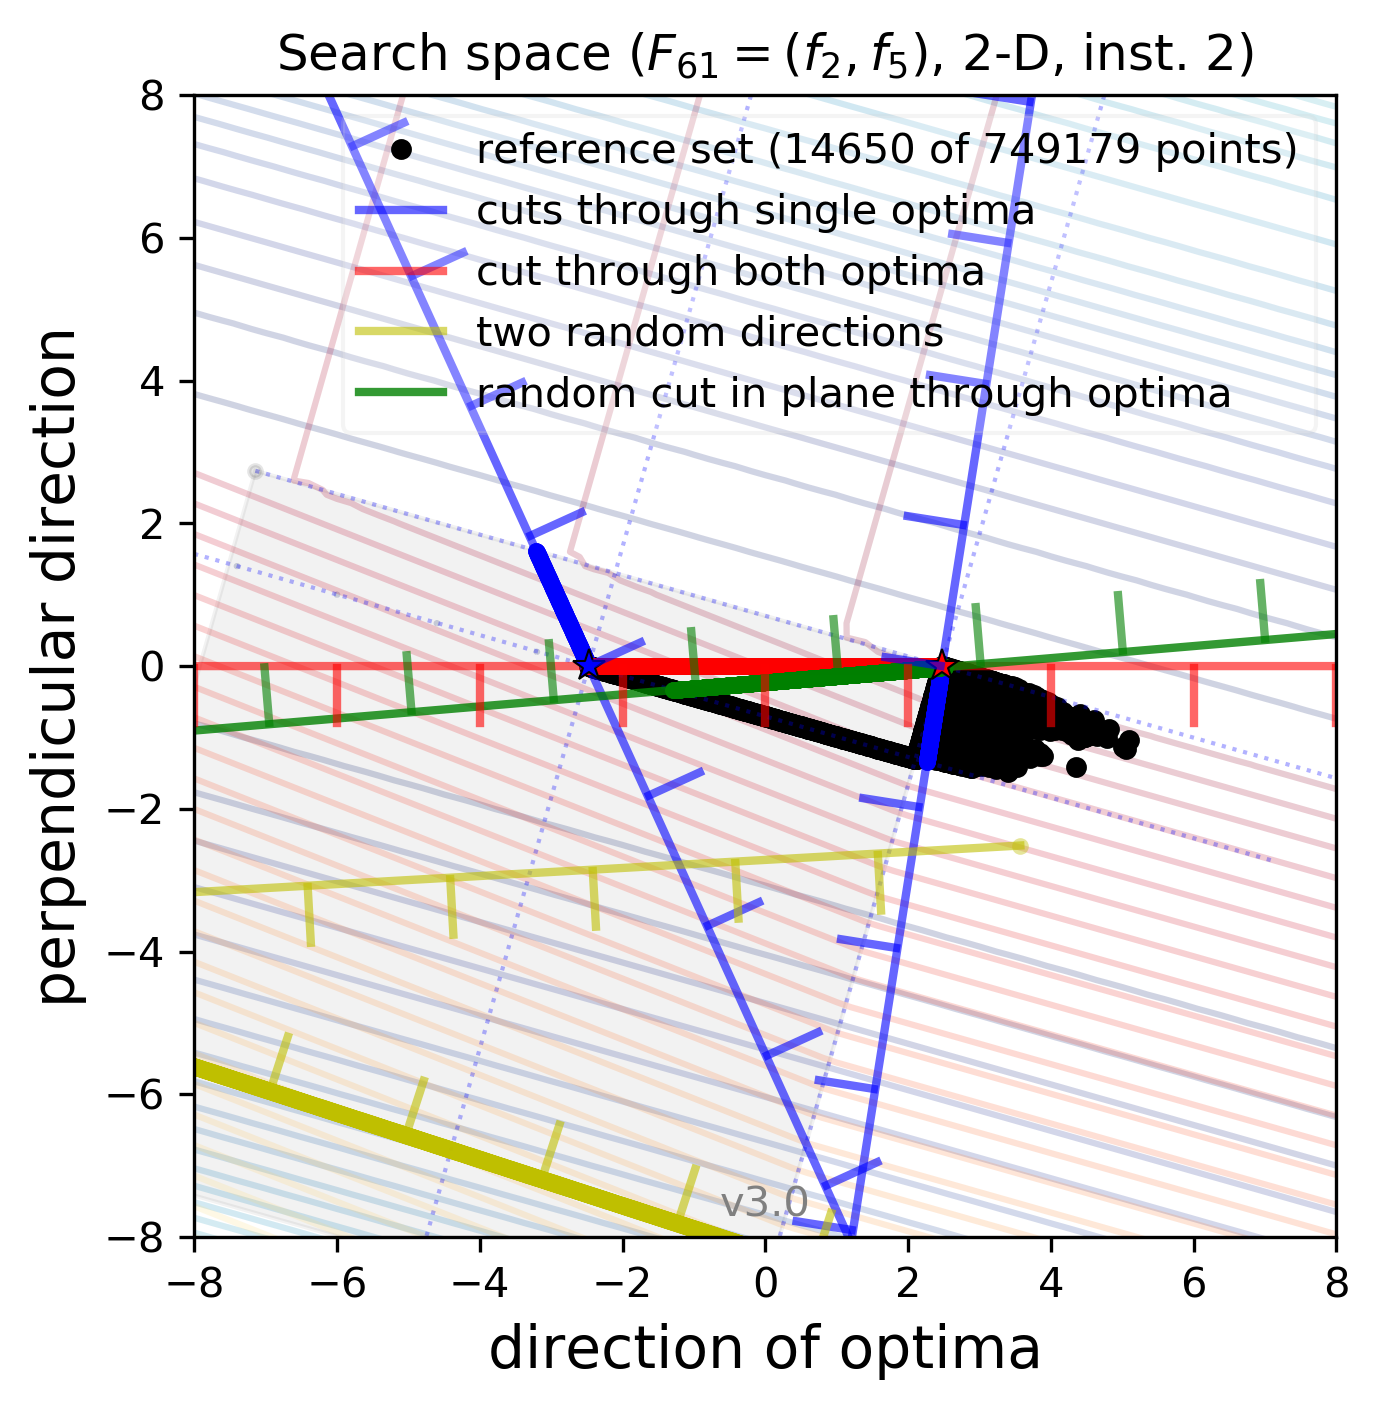 Search space (F₆₁ = (f₂, f₅), 2-D, inst. 2)
8
6
4
2
0
−2
−4
−6
−8
perpendicular direction
reference set (14650 of 749179 points)
cuts through single optima
cut through both optima
two random directions
random cut in plane through optima
v3.0
−8 −6 −4 −2 0 2 4 6 8
direction of optima